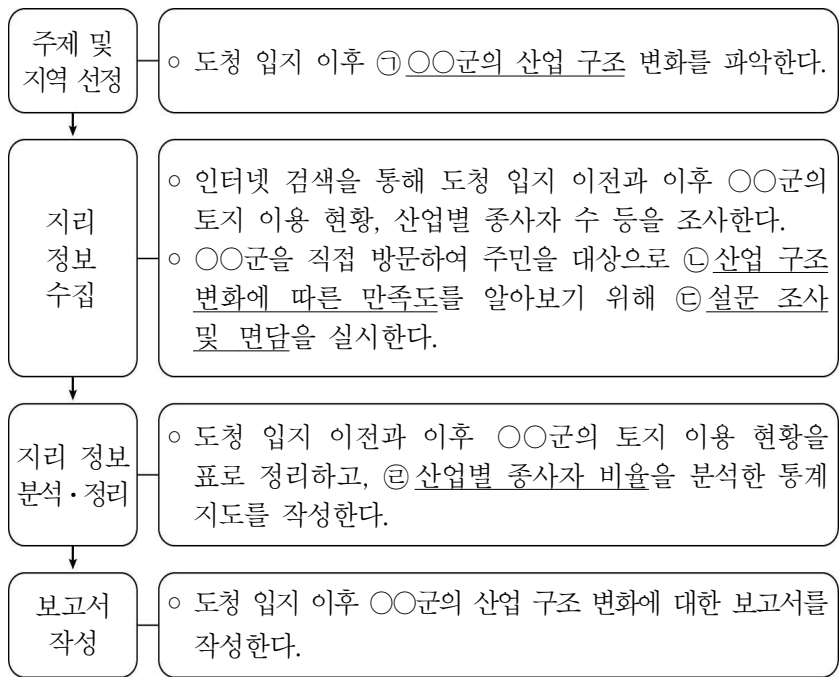 주제 및
지역 선정
○ 도청 입지 이후 ㉠○○군의 산업 구조 변화를 파악한다.
지리
정보
수집
○ 인터넷 검색을 통해 도청 입지 이전과 이후 ○○군의
토지 이용 현황, 산업별 종사자 수 등을 조사한다.
○ ○○군을 직접 방문하여 주민을 대상으로 ㉡산업 구조
변화에 따른 만족도를 알아보기 위해 ㉢설문 조사
및 면담을 실시한다.
지리 정보
분석·정리
○ 도청 입지 이전과 이후 ○○군의 토지 이용 현황을
표로 정리하고, ㉣산업별 종사자 비율을 분석한 통계
지도를 작성한다.
보고서
작성
○ 도청 입지 이후 ○○군의 산업 구조 변화에 대한 보고서를
작성한다.